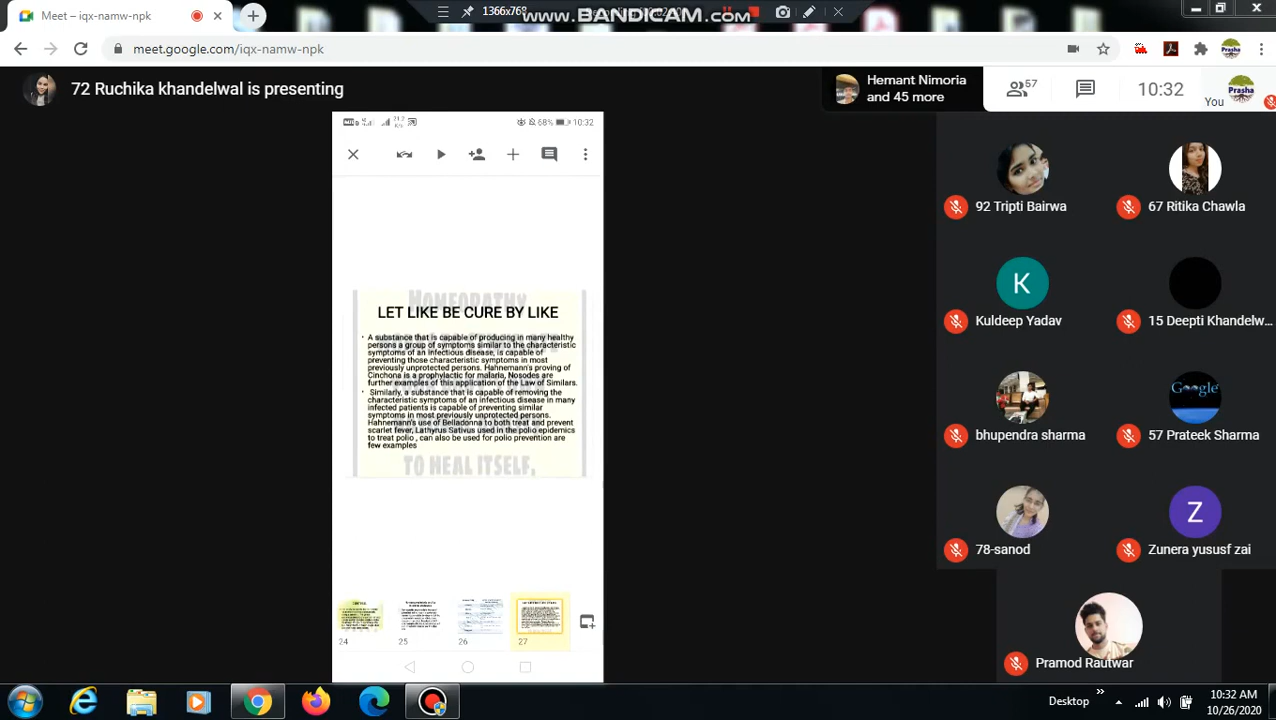 Meet – iqx-namw-npk
1366x768
www.BANDICAM.com
meet.google.com/iqx-namw-npk
72 Ruchika khandelwal is presenting
Hemant Nimoria
and 45 more
57
10:32
You
Prasha
68%
10:32
92 Tripti Bairwa
67 Ritika Chawla
Kuldeep Yadav
15 Deepti Khandelw...
bhupendra sharma
57 Prateek Sharma
78-sanod
Zunera yususf zai
Pramod Rautwar
K
Google
Z
HOMEOPATHY
LET LIKE BE CURE BY LIKE
• A substance that is capable of producing in many healthy
persons a group of symptoms similar to the characteristic
symptoms of an infectious disease, is capable of
preventing those characteristic symptoms in most
previously unprotected persons. Hahnemann's proving of
Cinchona is a prophylactic for malaria, Nosodes are
further examples of this application of the Law of Similars.
• Similarly, a substance that is capable of removing the
characteristic symptoms of an infectious disease in many
infected patients is capable of preventing similar
symptoms in most previously unprotected persons.
Hahnemann's use of Belladonna to both treat and prevent
scarlet fever, Lathyrus Sativus used in the polio epidemics
to treat polio , can also be used for polio prevention are
few examples
TO HEAL ITSELF.
24
25
26
27
Desktop
10:32 AM
10/26/2020